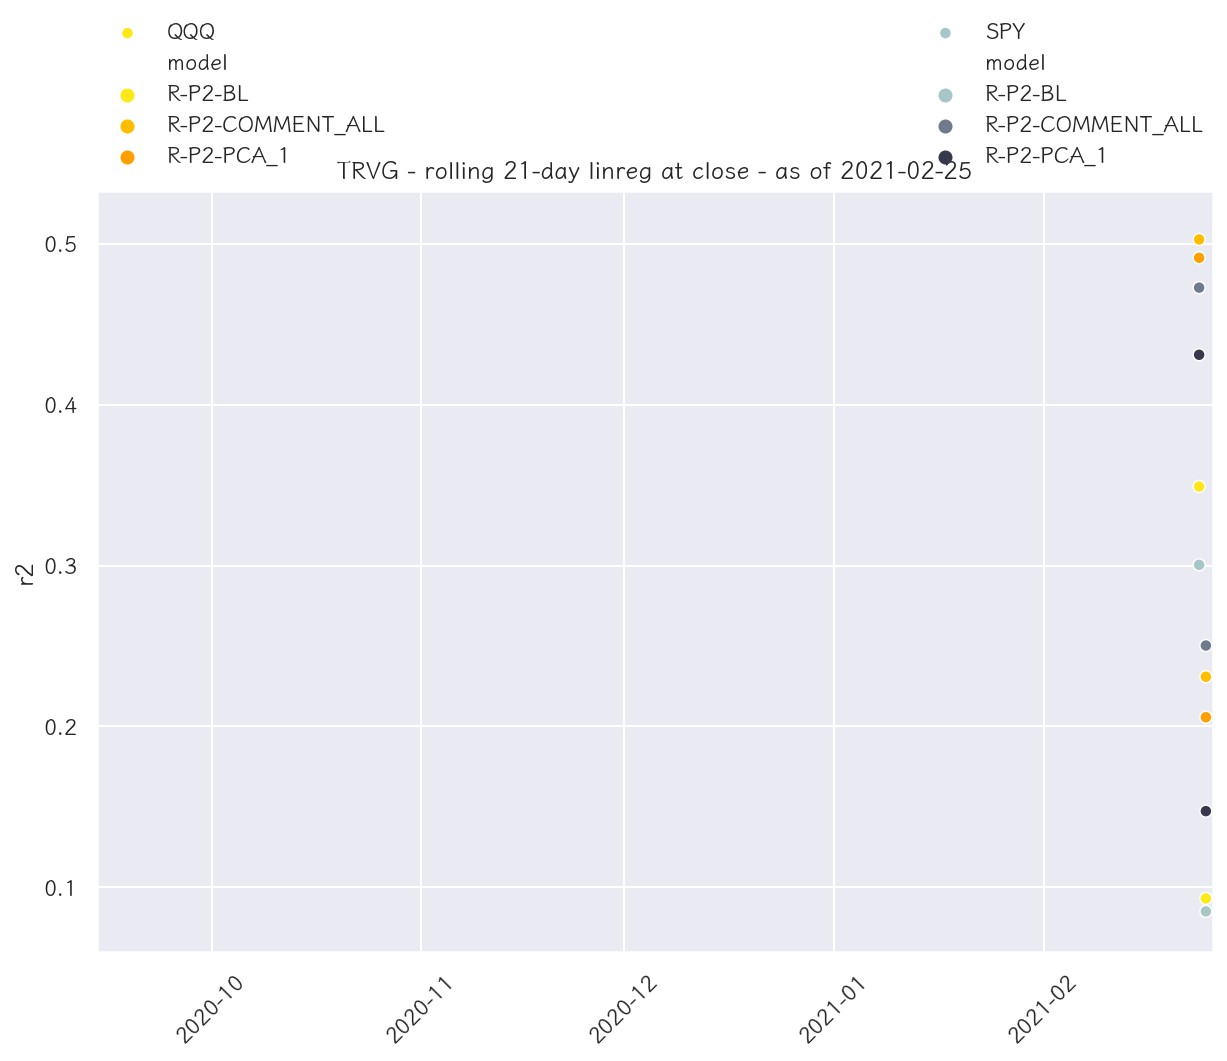 QQQ
model
R-P2-BL
R-P2-COMMENT_ALL
R-P2-PCA_1
SPY
model
R-P2-BL
R-P2-COMMENT_ALL
R-P2-PCA_1
TRVG - rolling 21-day linreg at close - as of 2021-02-25
r2
0.5
0.4
0.3
0.2
0.1
2020-10
2020-11
2020-12
2021-01
2021-02